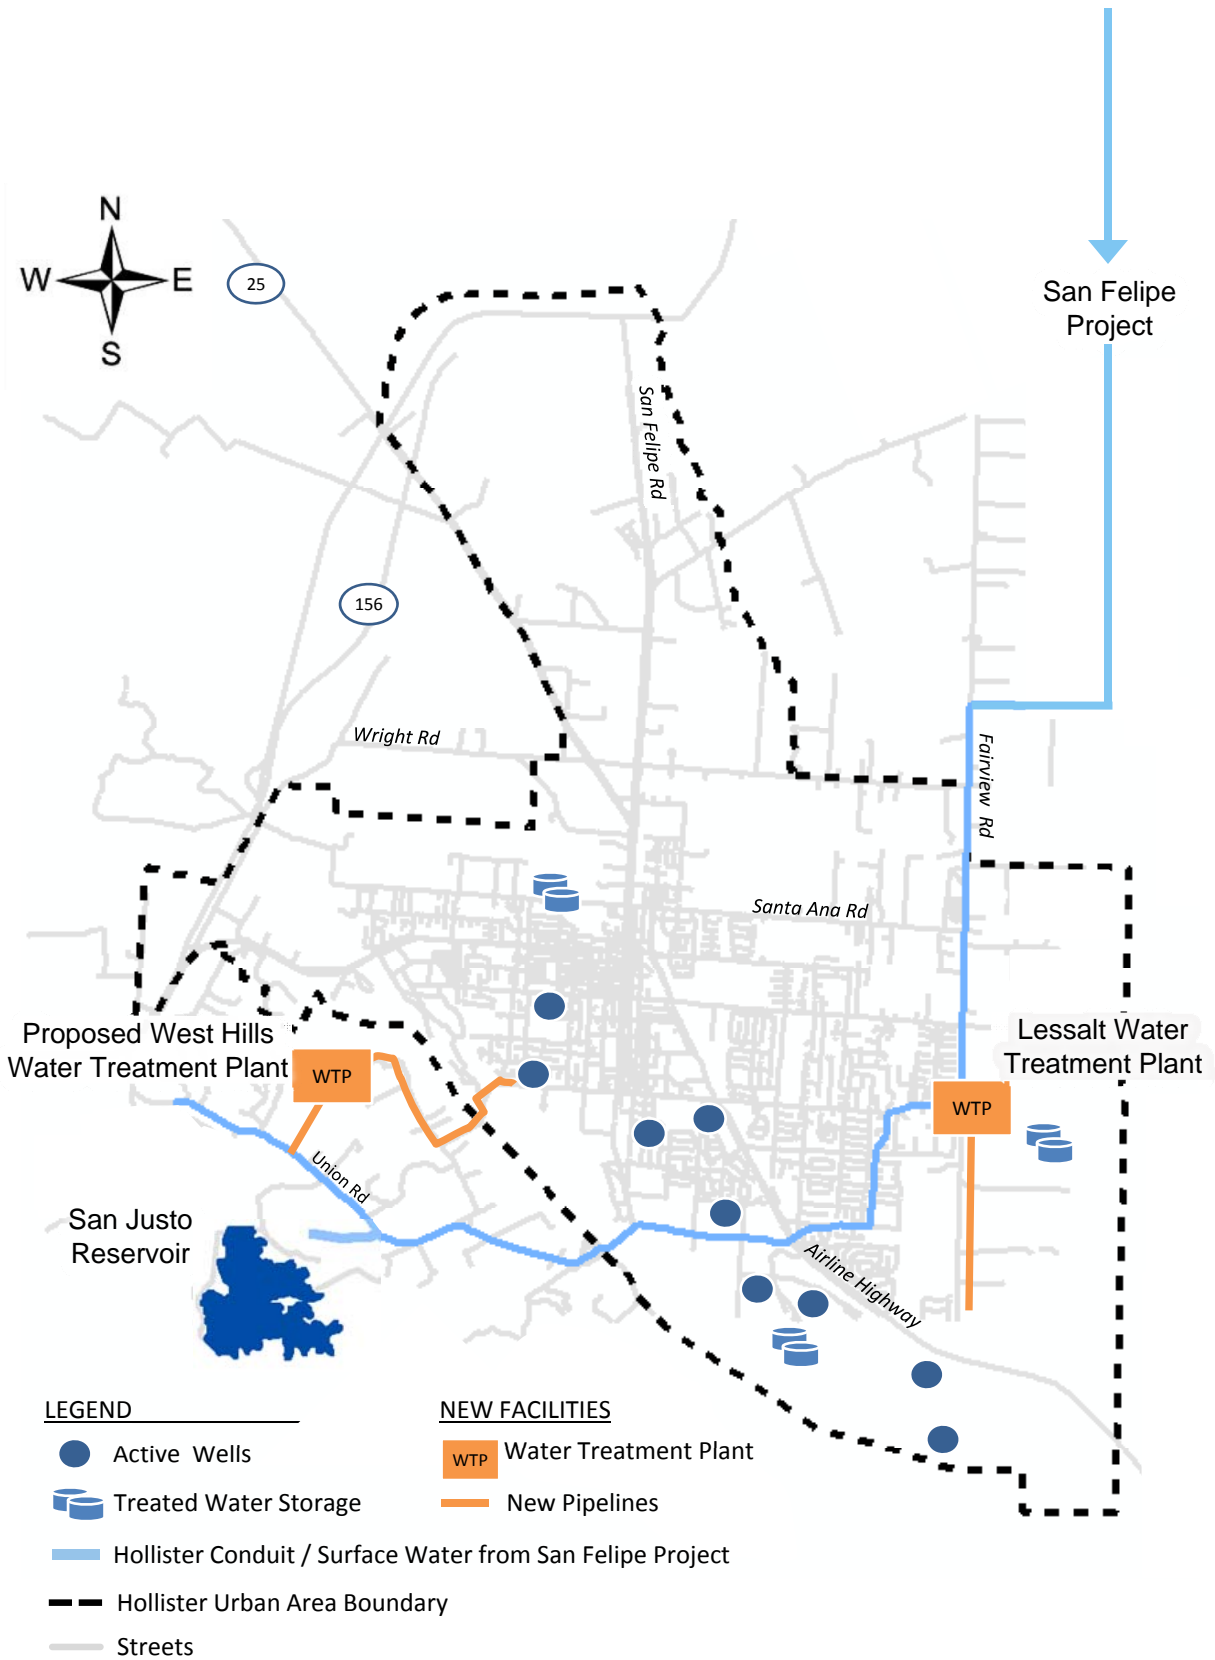 N
W
E
S
25
San Felipe
Project
San Felipe Rd
156
Wright Rd
Fairview Rd
Santa Ana Rd
Proposed West Hills
Water Treatment Plant
WTP
Lessalt Water
Treatment Plant
WTP
Union Rd
San Justo
Reservoir
Airline Highway
LEGEND
Active Wells
Treated Water Storage
Hollister Conduit / Surface Water from San Felipe Project
Hollister Urban Area Boundary
Streets
NEW FACILITIES
WTP
Water Treatment Plant
New Pipelines